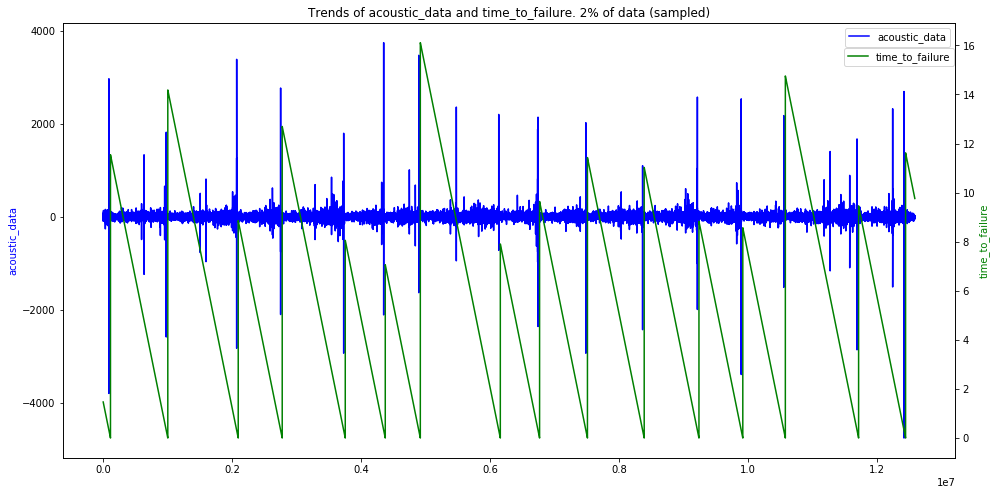 Trends of acoustic_data and time_to_failure. 2% of data (sampled)
acoustic_data
time_to_failure
4000
2000
0
−2000
−4000
acoustic_data
16
14
12
10
8
6
4
2
0
time_to_failure
0.0 0.2 0.4 0.6 0.8 1.0 1.2
1e7